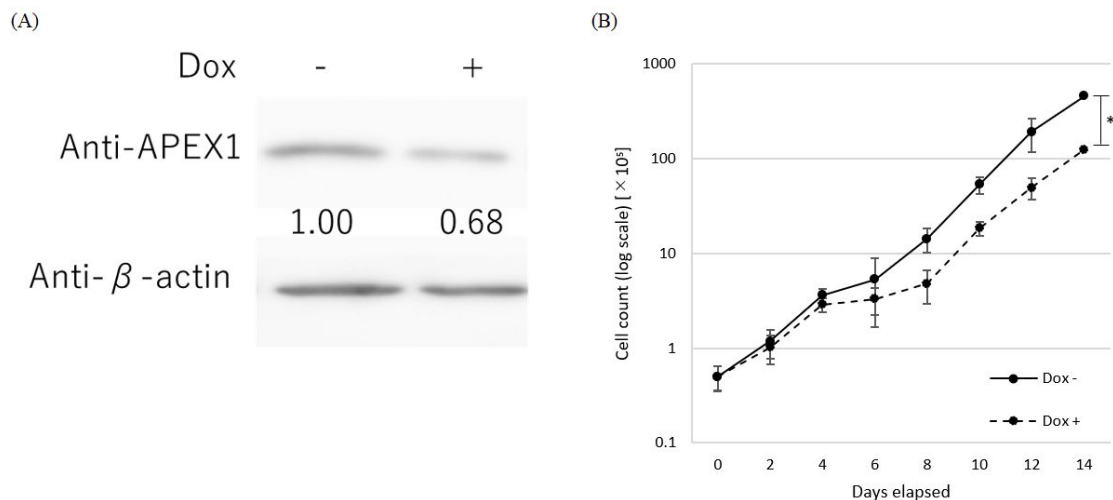 (A)
Dox - +
Anti-APEX1
1.00 0.68
Anti-β-actin
(B)
Cell count (log scale) [×10⁵]
1000
100
10
1
0.1
*
Dox -
Dox +
0 2 4 6 8 10 12 14
Days elapsed